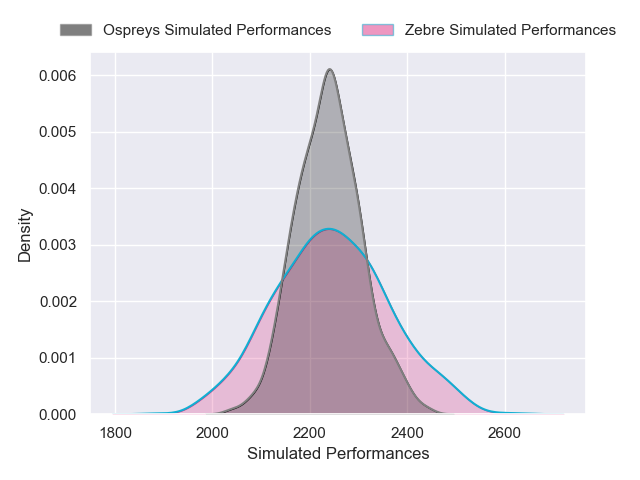 Ospreys Simulated Performances Zebre Simulated Performances
0.006
0.005
0.004
0.003
0.002
0.001
0.000
Density
1800 2000 2200 2400 2600
Simulated Performances